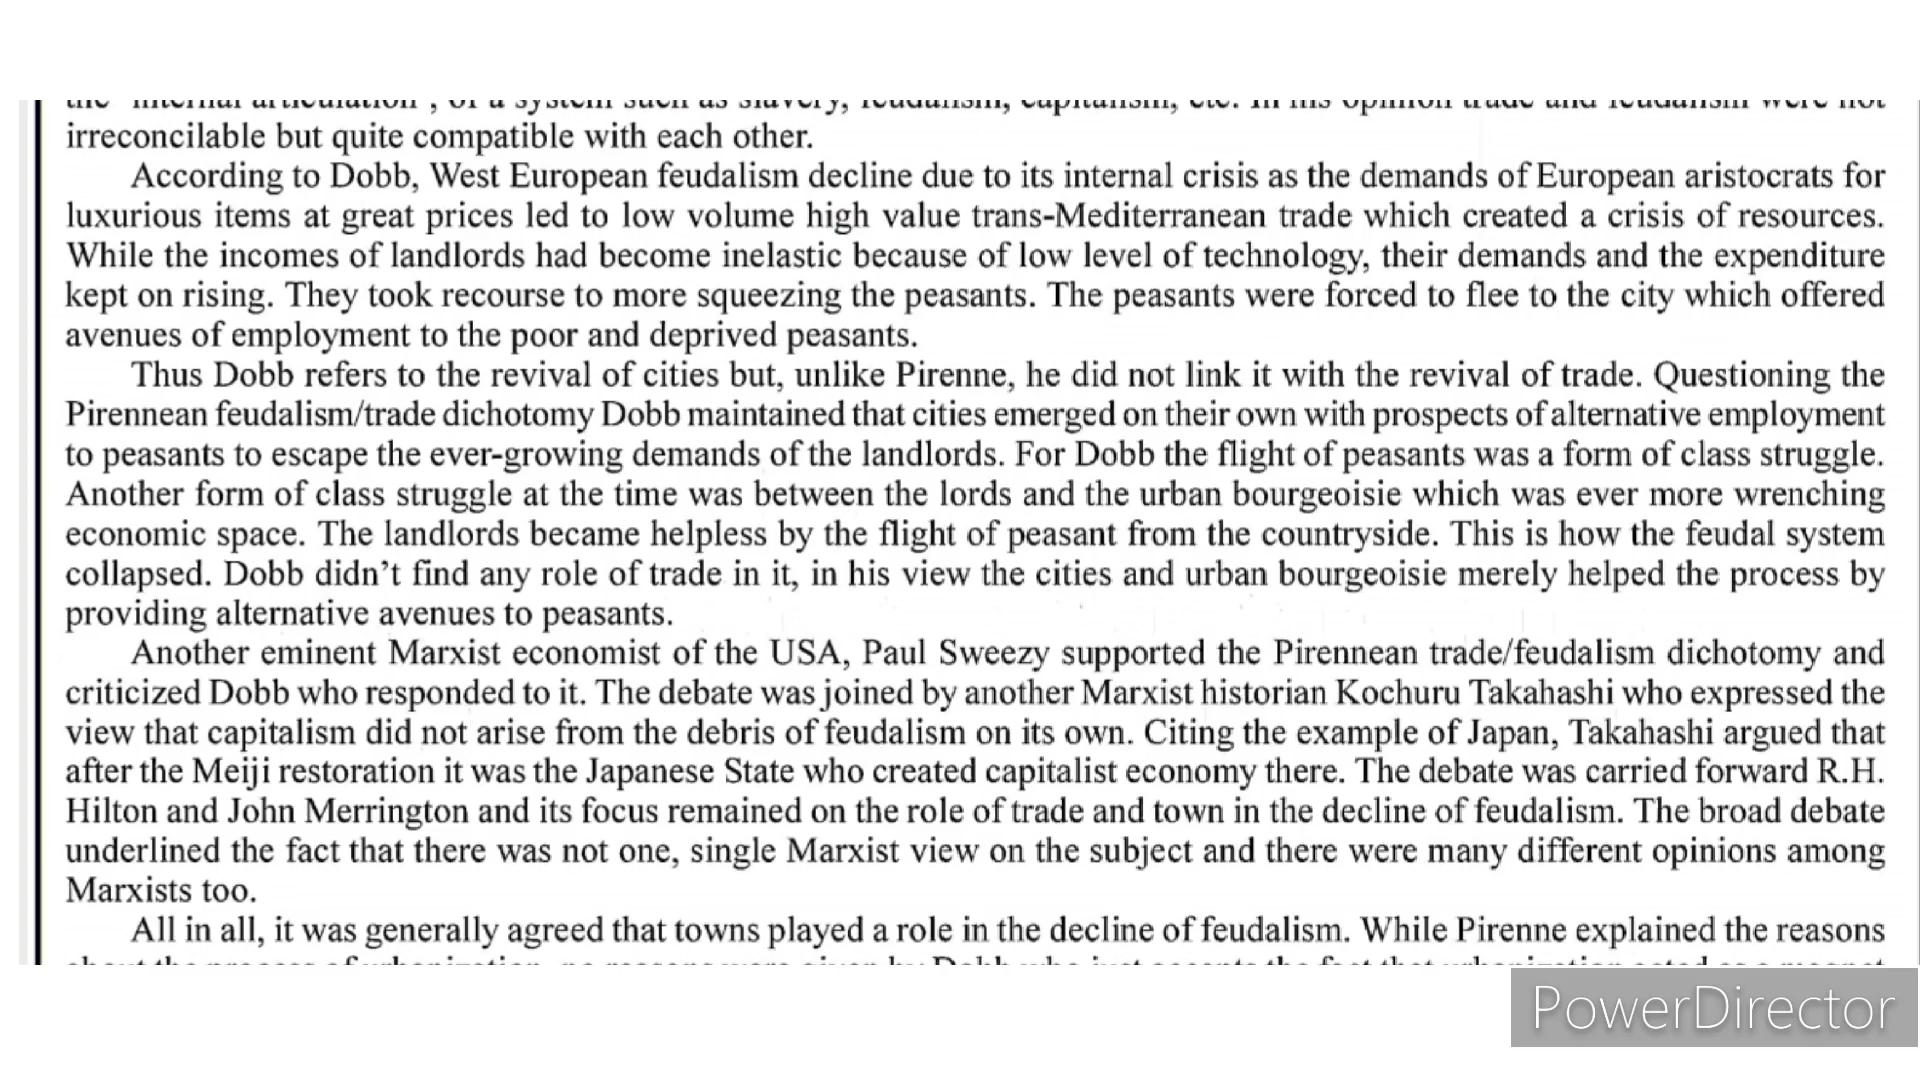 the "internal articulation", of a system such as slavery, feudalism, capitalism, etc. In his opinion trade and feudalism were not
irreconcilable but quite compatible with each other.
According to Dobb, West European feudalism decline due to its internal crisis as the demands of European aristocrats for
luxurious items at great prices led to low volume high value trans-Mediterranean trade which created a crisis of resources.
While the incomes of landlords had become inelastic because of low level of technology, their demands and the expenditure
kept on rising. They took recourse to more squeezing the peasants. The peasants were forced to flee to the city which offered
avenues of employment to the poor and deprived peasants.
Thus Dobb refers to the revival of cities but, unlike Pirenne, he did not link it with the revival of trade. Questioning the
Pirennean feudalism/trade dichotomy Dobb maintained that cities emerged on their own with prospects of alternative employment
to peasants to escape the ever-growing demands of the landlords. For Dobb the flight of peasants was a form of class struggle.
Another form of class struggle at the time was between the lords and the urban bourgeoisie which was ever more wrenching
economic space. The landlords became helpless by the flight of peasant from the countryside. This is how the feudal system
collapsed. Dobb didn't find any role of trade in it, in his view the cities and urban bourgeoisie merely helped the process by
providing alternative avenues to peasants.
Another eminent Marxist economist of the USA, Paul Sweezy supported the Pirennean trade/feudalism dichotomy and
criticized Dobb who responded to it. The debate was joined by another Marxist historian Kochuru Takahashi who expressed the
view that capitalism did not arise from the debris of feudalism on its own. Citing the example of Japan, Takahashi argued that
after the Meiji restoration it was the Japanese State who created capitalist economy there. The debate was carried forward R.H.
Hilton and John Merrington and its focus remained on the role of trade and town in the decline of feudalism. The broad debate
underlined the fact that there was not one, single Marxist view on the subject and there were many different opinions among
Marxists too.
All in all, it was generally agreed that towns played a role in the decline of feudalism. While Pirenne explained the reasons
PowerDirector